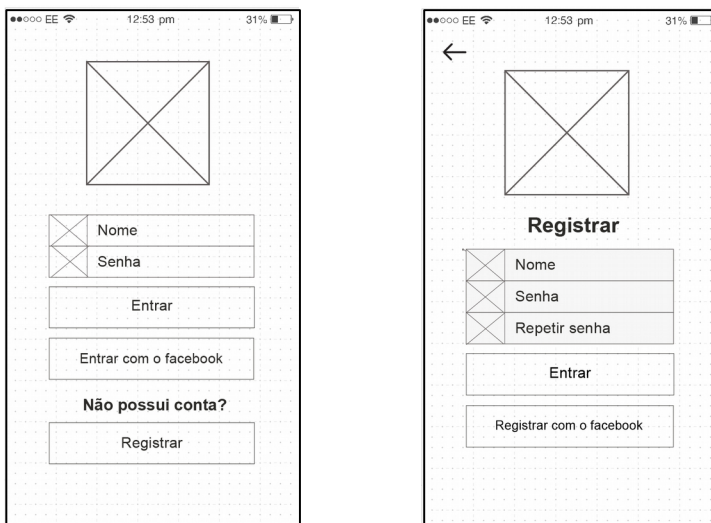 EE 12:53 pm 31%
Nome
Senha
Entrar
Entrar com o facebook
Não possui conta?
Registrar
EE 12:53 pm 31%
Registrar
Nome
Senha
Repetir senha
Entrar
Registrar com o facebook